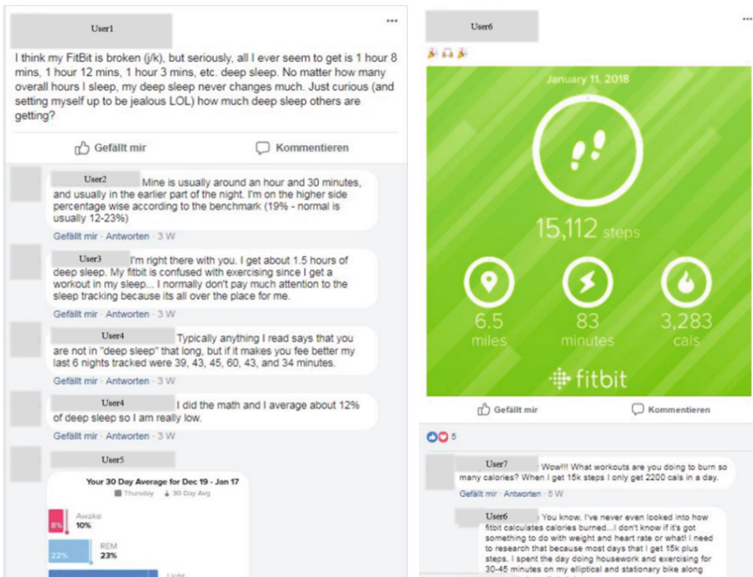 User1
I think my FitBit is broken (j/k), but seriously, all I ever seem to get is 1 hour 8
mins, 1 hour 12 mins, 1 hour 3 mins, etc. deep sleep. No matter how many
overall hours I sleep, my deep sleep never changes much. Just curious (and
setting myself up to be jealous LOL) how much deep sleep others are
getting?
Gefällt mir
Kommentieren
User2 Mine is usually around an hour and 30 minutes,
and usually in the earlier part of the night. I'm on the higher side
percentage wise according to the benchmark (19% - normal is
usually 12-23%)
Gefällt mir · Antworten · 3 W
User3 I'm right there with you. I get about 1.5 hours of
deep sleep. My fitbit is confused with exercising since I get a
workout in my sleep... I normally don't pay much attention to the
sleep tracking because its all over the place for me.
Gefällt mir · Antworten · 3 W
User4 Typically anything I read says that you
are not in "deep sleep" that long, but if it makes you fee better my
last 6 nights tracked were 39, 43, 45, 60, 43, and 34 minutes.
Gefällt mir · Antworten · 3 W
User4 I did the math and I average about 12%
of deep sleep so I am really low.
Gefällt mir · Antworten · 3 W
User5
Your 30 Day Average for Dec 19 - Jan 17
Thursday 30 Day Avg
Awake
8% 10%
REM
22% 23%
Light
User6
January 11, 2018
15,112 steps
6.5
miles
83
minutes
3,283
cals
fitbit
Gefällt mir
Kommentieren
5
User7 Wow!!! What workouts are you doing to burn so
many calories? When I get 15k steps I only get 2200 cals in a day.
Gefällt mir · Antworten · 5 W
User6 You know, I've never even looked into how
fitbit calculates calories burned...I don't know if it's got
something to do with weight and heart rate or what! I need
to research that because most days that I get 15k plus
steps, I spent the day doing housework and exercising for
30-45 minutes on my elliptical and stationary bike along